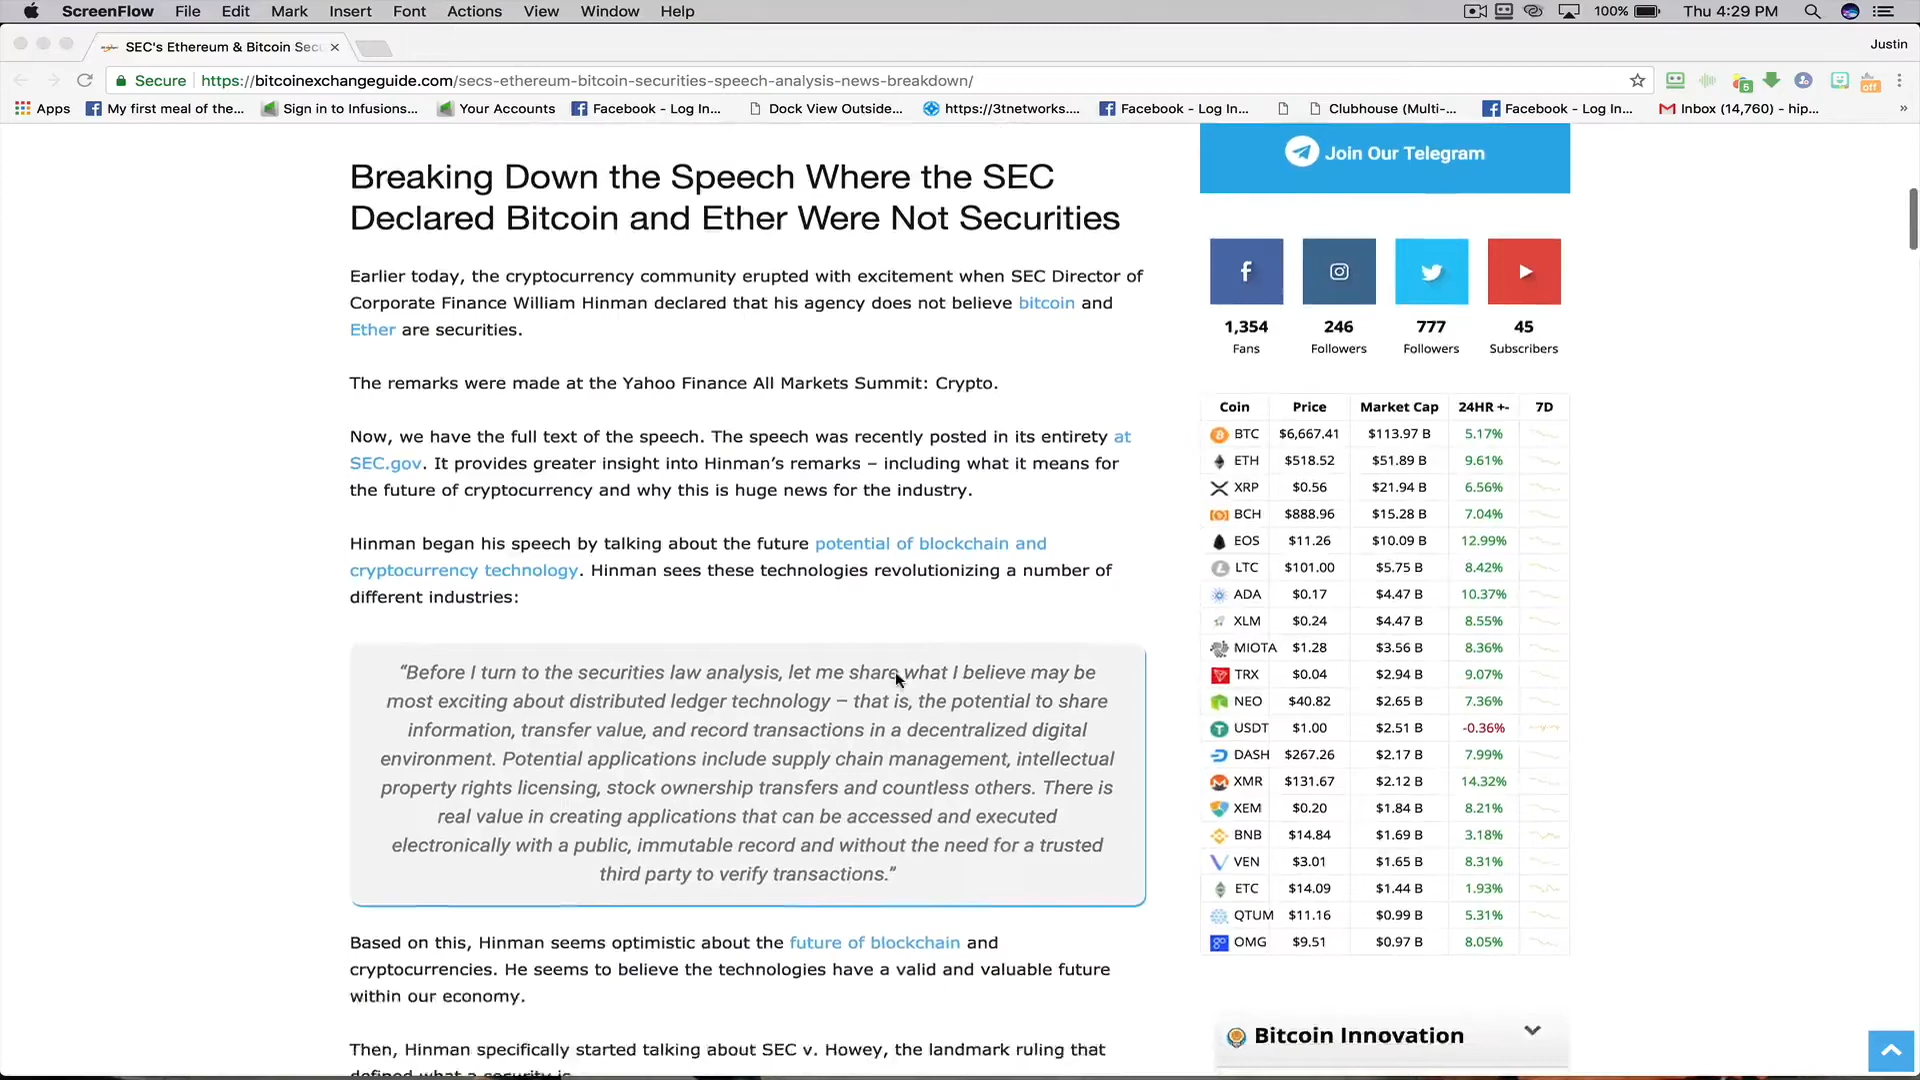 ScreenFlow File Edit Mark Insert Font Actions View Window Help 100% Thu 4:29 PM
SEC's Ethereum & Bitcoin Sec Justin
Secure https://bitcoinexchangeguide.com/secs-ethereum-bitcoin-securities-speech-analysis-news-breakdown/ 6 off
Apps My first meal of the... Sign in to Infusions... Your Accounts Facebook - Log In... Dock View Outside... https://3tnetworks.... Facebook - Log In... Clubhouse (Multi-... Facebook - Log In... Inbox (14,760) - hip... »
Breaking Down the Speech Where the SEC
Declared Bitcoin and Ether Were Not Securities
Earlier today, the cryptocurrency community erupted with excitement when SEC Director of
Corporate Finance William Hinman declared that his agency does not believe bitcoin and
Ether are securities.
The remarks were made at the Yahoo Finance All Markets Summit: Crypto.
Now, we have the full text of the speech. The speech was recently posted in its entirety at
SEC.gov. It provides greater insight into Hinman's remarks – including what it means for
the future of cryptocurrency and why this is huge news for the industry.
Hinman began his speech by talking about the future potential of blockchain and
cryptocurrency technology. Hinman sees these technologies revolutionizing a number of
different industries:
“Before I turn to the securities law analysis, let me share what I believe may be
most exciting about distributed ledger technology – that is, the potential to share
information, transfer value, and record transactions in a decentralized digital
environment. Potential applications include supply chain management, intellectual
property rights licensing, stock ownership transfers and countless others. There is
real value in creating applications that can be accessed and executed
electronically with a public, immutable record and without the need for a trusted
third party to verify transactions.”
Based on this, Hinman seems optimistic about the future of blockchain and
cryptocurrencies. He seems to believe the technologies have a valid and valuable future
within our economy.
Then, Hinman specifically started talking about SEC v. Howey, the landmark ruling that
defined what a security is
Join Our Telegram
1,354 246 777 45
Fans Followers Followers Subscribers
Coin Price Market Cap 24HR +- 7D
BTC $6,667.41 $113.97 B 5.17%
ETH $518.52 $51.89 B 9.61%
XRP $0.56 $21.94 B 6.56%
BCH $888.96 $15.28 B 7.04%
EOS $11.26 $10.09 B 12.99%
LTC $101.00 $5.75 B 8.42%
ADA $0.17 $4.47 B 10.37%
XLM $0.24 $4.47 B 8.55%
MIOTA $1.28 $3.56 B 8.36%
TRX $0.04 $2.94 B 9.07%
NEO $40.82 $2.65 B 7.36%
USDT $1.00 $2.51 B -0.36%
DASH $267.26 $2.17 B 7.99%
XMR $131.67 $2.12 B 14.32%
XEM $0.20 $1.84 B 8.21%
BNB $14.84 $1.69 B 3.18%
VEN $3.01 $1.65 B 8.31%
ETC $14.09 $1.44 B 1.93%
QTUM $11.16 $0.99 B 5.31%
OMG $9.51 $0.97 B 8.05%
Bitcoin Innovation